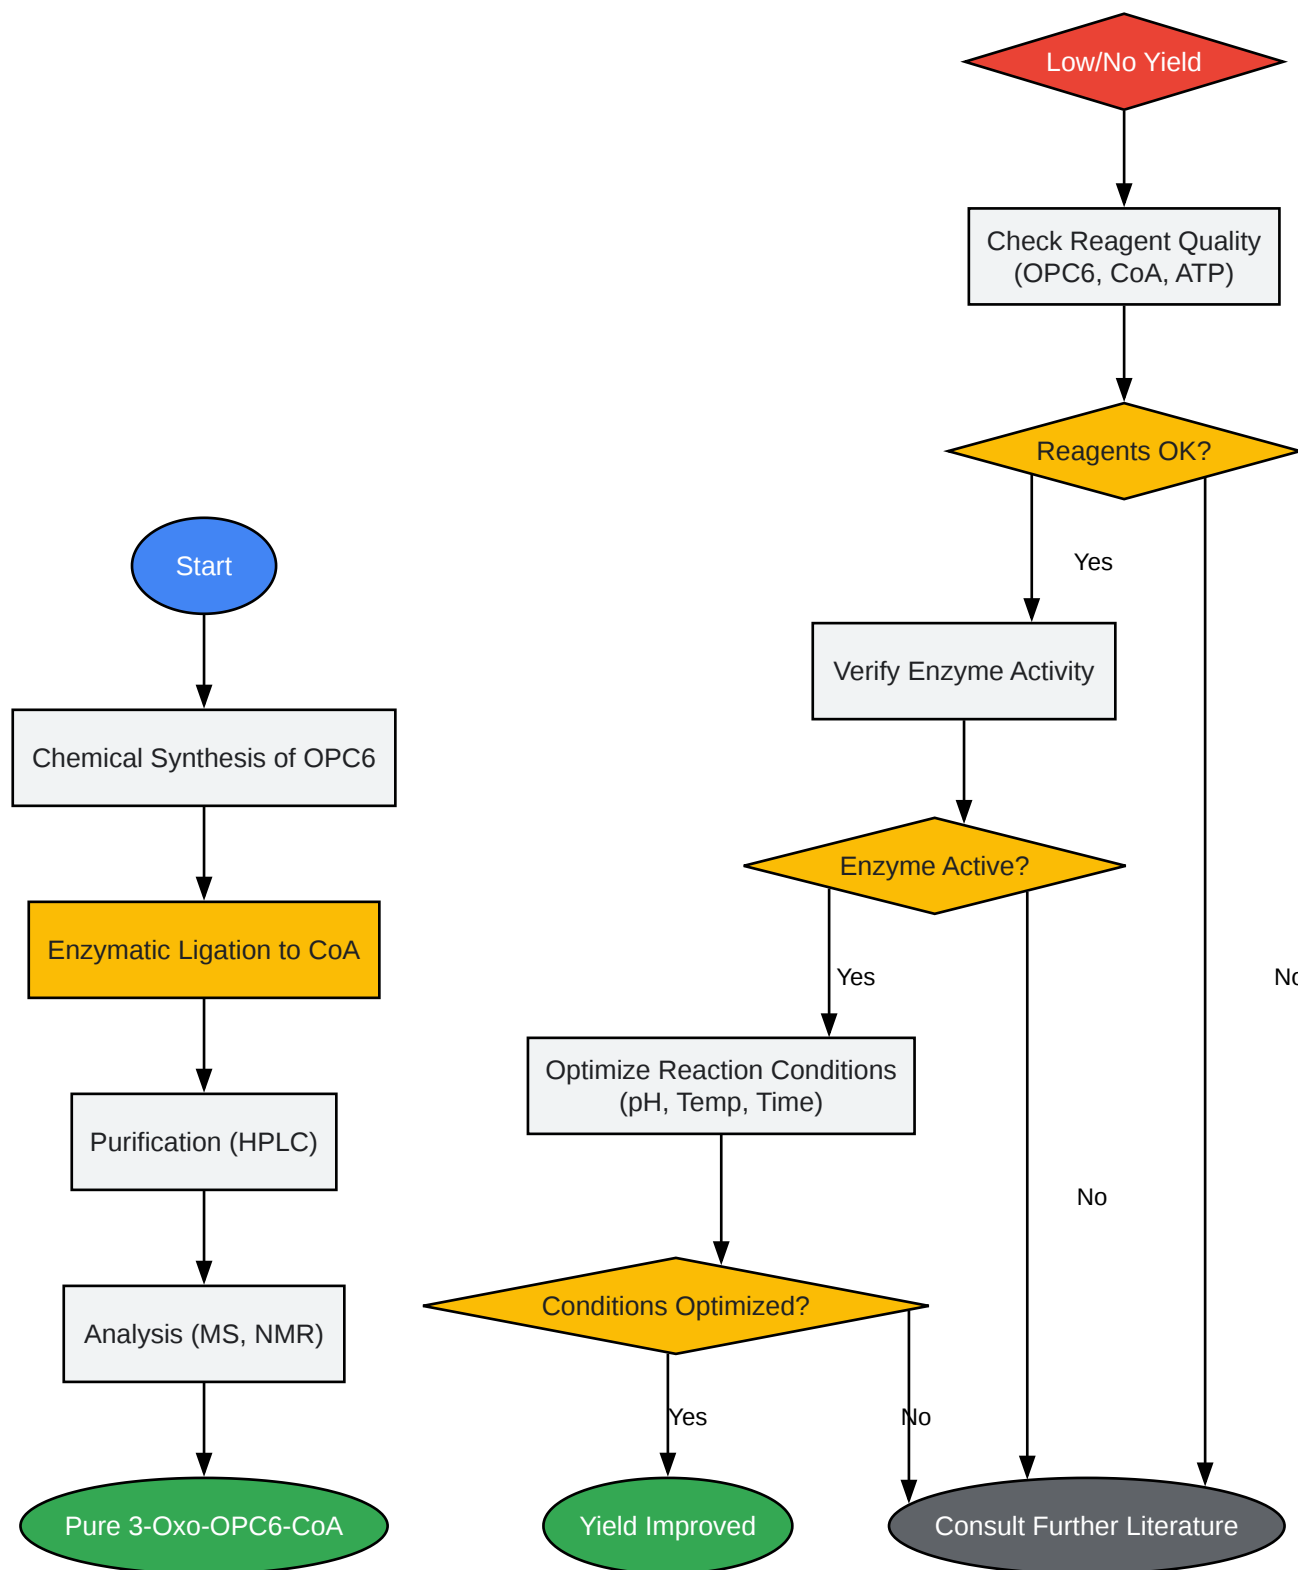 Low/No Yield
Check Reagent Quality
(OPC6, CoA, ATP)
Reagents OK?
Yes
No
Verify Enzyme Activity
Enzyme Active?
Yes
No
Optimize Reaction Conditions
(pH, Temp, Time)
Conditions Optimized?
Yes
No
Yield Improved
Consult Further Literature
Start
Chemical Synthesis of OPC6
Enzymatic Ligation to CoA
Purification (HPLC)
Analysis (MS, NMR)
Pure 3-Oxo-OPC6-CoA